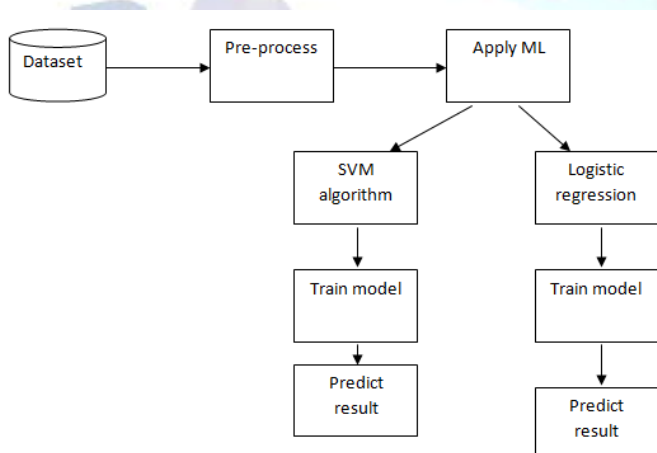 Dataset
Pre-process
Apply ML
SVM
algorithm
Logistic
regression
Train model
Train model
Predict
result
Predict
result